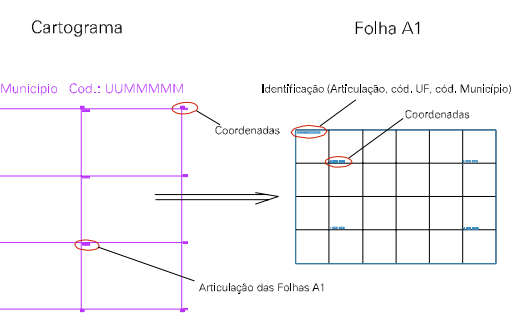 Cartograma
Folha A1
Municipio Cod.: UUMMMMM
Identificação (Articulação, cód. UF, cód. Município)
Coordenadas
Coordenadas
Articulação das Folhas A1